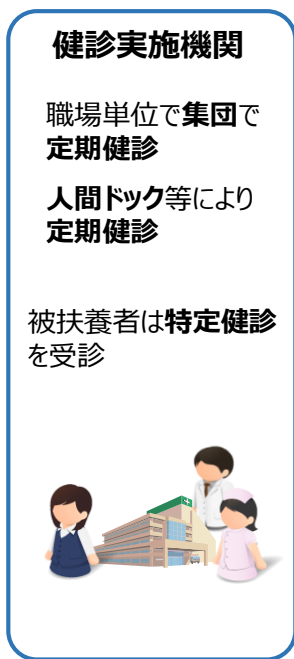 健診実施機関
職場単位で集団で
定期健診
人間ドック等により
定期健診
被扶養者は特定健診
を受診